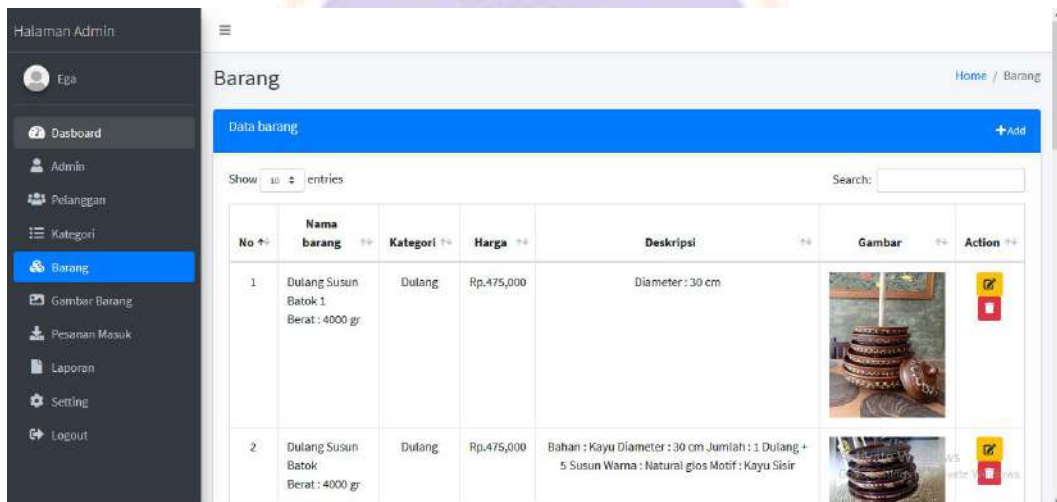 Halaman Admin
Ega
Dasboard
Admin
Pelanggan
Kategori
Barang
Gambar Barang
Pesanan Masuk
Laporan
Setting
Logout
Barang
Home / Barang
Data barang
+Add
Show 10 entries
Search:
No
Nama
barang
Kategori
Harga
Deskripsi
Gambar
Action
1
Dulang Susun
Batok 1
Berat : 4000 gr
Dulang
Rp.475,000
Diameter : 30 cm
2
Dulang Susun
Batok
Berat : 4000 gr
Dulang
Rp.475,000
Bahan : Kayu Diameter : 30 cm Jumlah : 1 Dulang +
5 Susun Warna : Natural glos Motif : Kayu Sisir